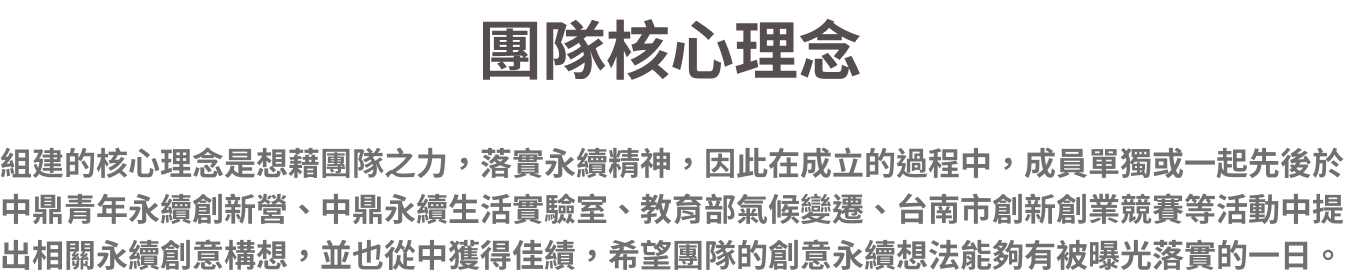 團隊核心理念
組建的核心理念是想藉團隊之力，落實永續精神，因此在成立的過程中，成員單獨或一起先後於
中鼎青年永續創新營、中鼎永續生活實驗室、教育部氣候變遷、台南市創新創業競賽等活動中提
出相關永續創意構想，並也從中獲得佳績，希望團隊的創意永續想法能夠有被曝光落實的一日。